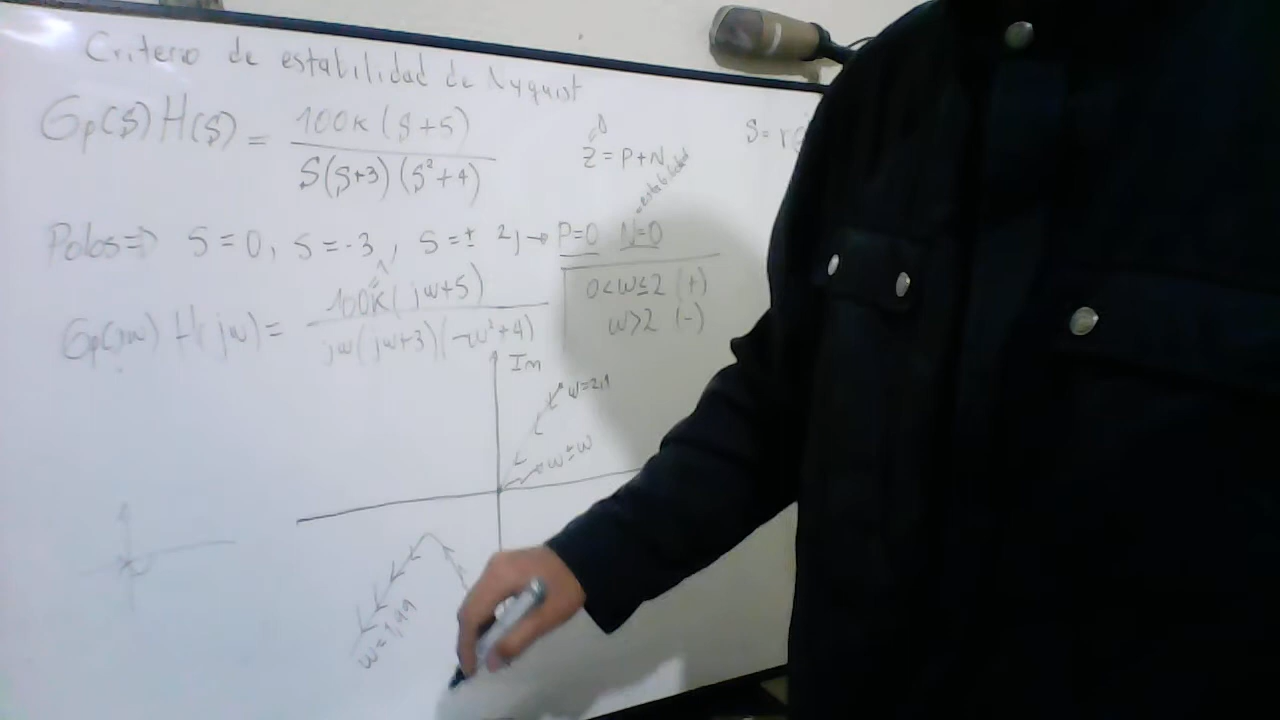 Criterio de estabilidad de Nyquist
Gp(s)H(s) = 100k(s+5)
s(s+3)(s²+4)
0
Z = P+N
estabilidad
S = r
Polos => s=0, s=-3, s=± 2j → P=0 N=0
Gp(jw) H(jw) = 100k(jw+5)
jw(jw+3)(-w²+4)
0<w≤2 (+)
w>2 (-)
Im
w=2,1
w=1,99